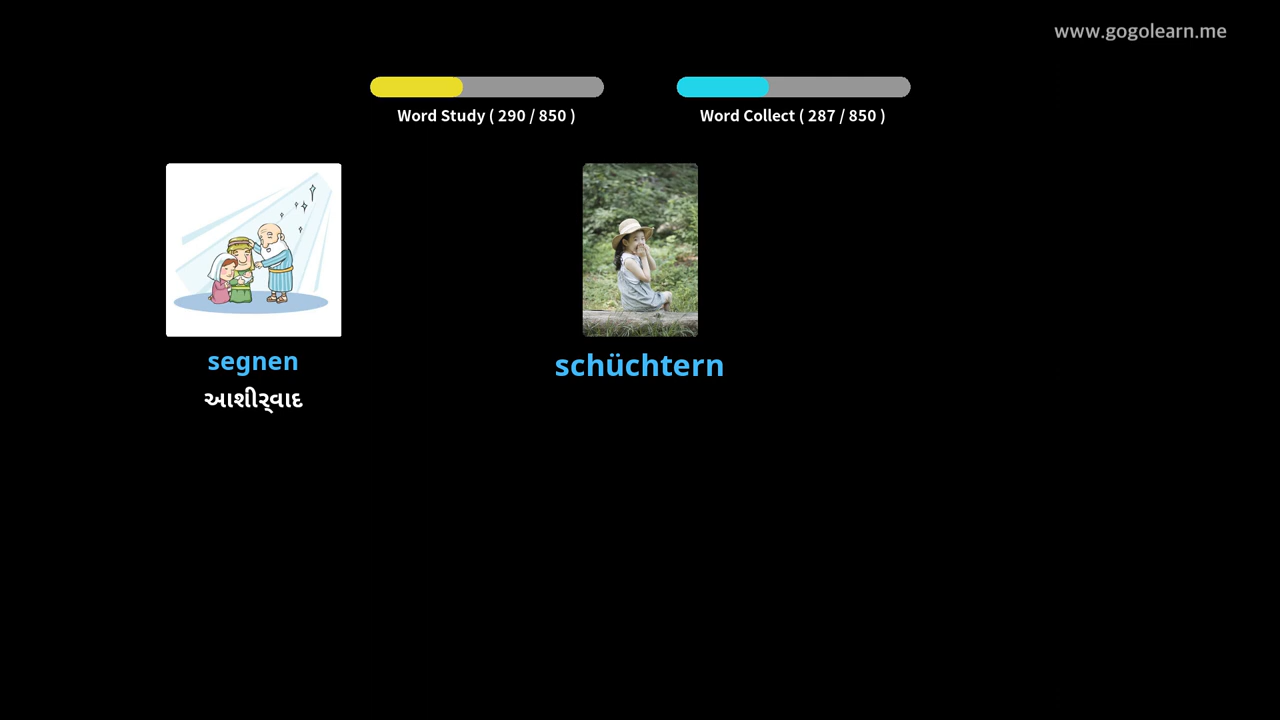 www.gogolearn.me
Word Study ( 290 / 850 )
Word Collect ( 287 / 850 )
segnen
આશીર્વાદ
schüchtern